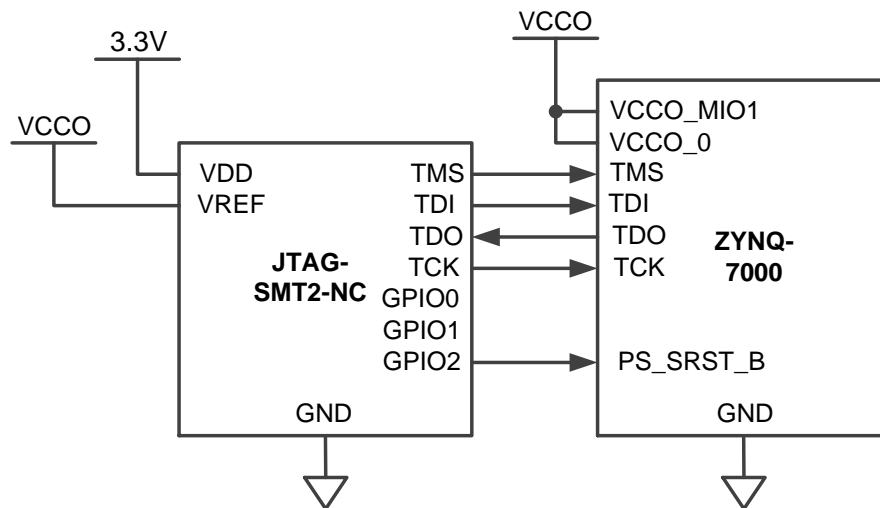 VCCO
3.3V
VCCO
VDD
VREF
TMS
TDI
TDO
TCK
GPIO0
GPIO1
GPIO2
JTAG-
SMT2-NC
GND
VCCO_MIO1
VCCO_0
TMS
TDI
TDO
TCK
PS_SRST_B
ZYNQ-
7000
GND